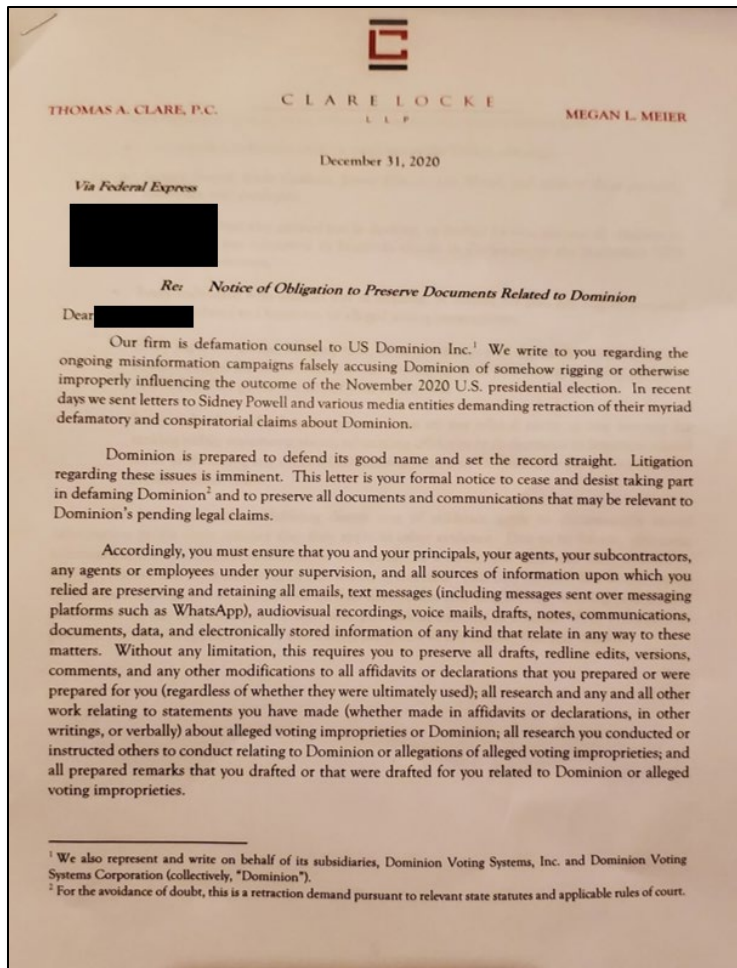 CLARE LOCKE
LLP
THOMAS A. CLARE, P.C.
MEGAN L. MEIER
December 31, 2020
Via Federal Express
Re: Notice of Obligation to Preserve Documents Related to Dominion
Dear
Our firm is defamation counsel to US Dominion Inc.¹ We write to you regarding the
ongoing misinformation campaigns falsely accusing Dominion of somehow rigging or otherwise
improperly influencing the outcome of the November 2020 U.S. presidential election. In recent
days we sent letters to Sidney Powell and various media entities demanding retraction of their myriad
defamatory and conspiratorial claims about Dominion.
Dominion is prepared to defend its good name and set the record straight. Litigation
regarding these issues is imminent. This letter is your formal notice to cease and desist taking part
in defaming Dominion² and to preserve all documents and communications that may be relevant to
Dominion's pending legal claims.
Accordingly, you must ensure that you and your principals, your agents, your subcontractors,
any agents or employees under your supervision, and all sources of information upon which you
relied are preserving and retaining all emails, text messages (including messages sent over messaging
platforms such as WhatsApp), audiovisual recordings, voice mails, drafts, notes, communications,
documents, data, and electronically stored information of any kind that relate in any way to these
matters. Without any limitation, this requires you to preserve all drafts, redline edits, versions,
comments, and any other modifications to all affidavits or declarations that you prepared or were
prepared for you (regardless of whether they were ultimately used); all research and any and all other
work relating to statements you have made (whether made in affidavits or declarations, in other
writings, or verbally) about alleged voting improprieties or Dominion; all research you conducted or
instructed others to conduct relating to Dominion or allegations of alleged voting improprieties; and
all prepared remarks that you drafted or that were drafted for you related to Dominion or alleged
voting improprieties.
¹ We also represent and write on behalf of its subsidiaries, Dominion Voting Systems, Inc. and Dominion Voting
Systems Corporation (collectively, "Dominion").
² For the avoidance of doubt, this is a retraction demand pursuant to relevant state statutes and applicable rules of court.